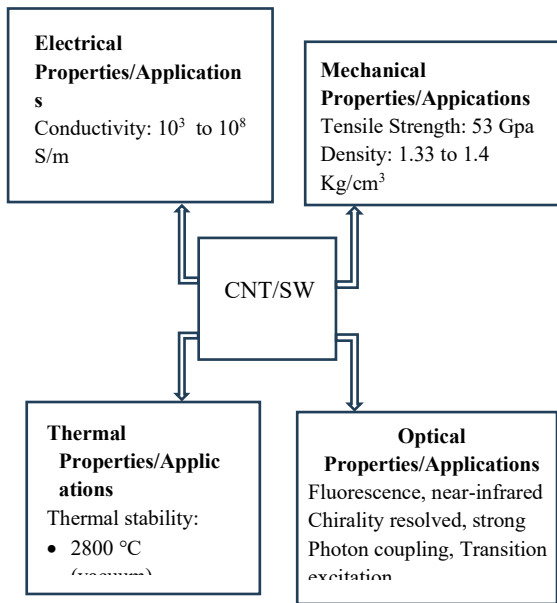 Electrical
Properties/Application
s
Conductivity: 10³ to 10⁸
S/m
Mechanical
Properties/Appications
Tensile Strength: 53 Gpa
Density: 1.33 to 1.4
Kg/cm³
CNT/SW
Thermal
Properties/Applic
ations
Thermal stability:
• 2800 °C
(vacuum)
Optical
Properties/Applications
Fluorescence, near-infrared
Chirality resolved, strong
Photon coupling, Transition
excitation